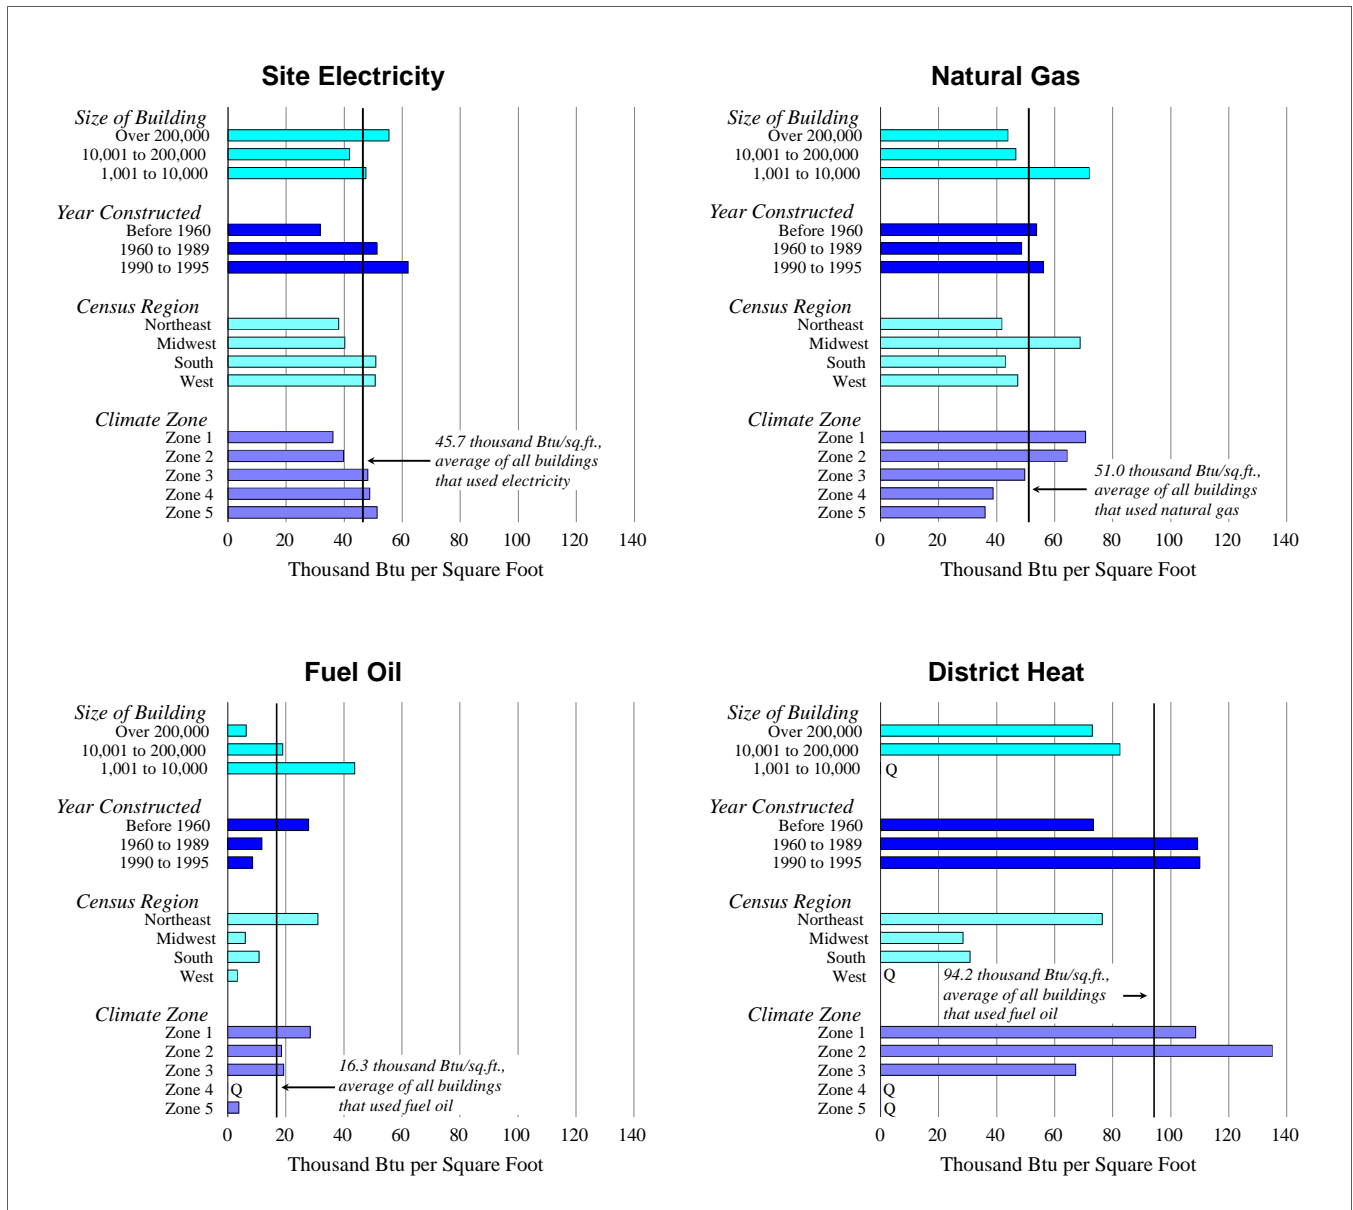 Site Electricity
Size of Building
Over 200,000
10,001 to 200,000
1,001 to 10,000
Year Constructed
Before 1960
1960 to 1989
1990 to 1995
Census Region
Northeast
Midwest
South
West
Climate Zone
Zone 1
Zone 2
Zone 3
Zone 4
Zone 5
45.7 thousand Btu/sq.ft.,
average of all buildings
that used electricity
0 20 40 60 80 100 120 140
Thousand Btu per Square Foot
Natural Gas
Size of Building
Over 200,000
10,001 to 200,000
1,001 to 10,000
Year Constructed
Before 1960
1960 to 1989
1990 to 1995
Census Region
Northeast
Midwest
South
West
Climate Zone
Zone 1
Zone 2
Zone 3
Zone 4
Zone 5
51.0 thousand Btu/sq.ft.,
average of all buildings
that used natural gas
0 20 40 60 80 100 120 140
Thousand Btu per Square Foot
Fuel Oil
Size of Building
Over 200,000
10,001 to 200,000
1,001 to 10,000
Year Constructed
Before 1960
1960 to 1989
1990 to 1995
Census Region
Northeast
Midwest
South
West
Climate Zone
Zone 1
Zone 2
Zone 3
Zone 4 Q
Zone 5
16.3 thousand Btu/sq.ft.,
average of all buildings
that used fuel oil
0 20 40 60 80 100 120 140
Thousand Btu per Square Foot
District Heat
Size of Building
Over 200,000
10,001 to 200,000
1,001 to 10,000 Q
Year Constructed
Before 1960
1960 to 1989
1990 to 1995
Census Region
Northeast
Midwest
South
West Q
94.2 thousand Btu/sq.ft.,
average of all buildings
that used fuel oil
Climate Zone
Zone 1
Zone 2
Zone 3
Zone 4 Q
Zone 5 Q
0 20 40 60 80 100 120 140
Thousand Btu per Square Foot